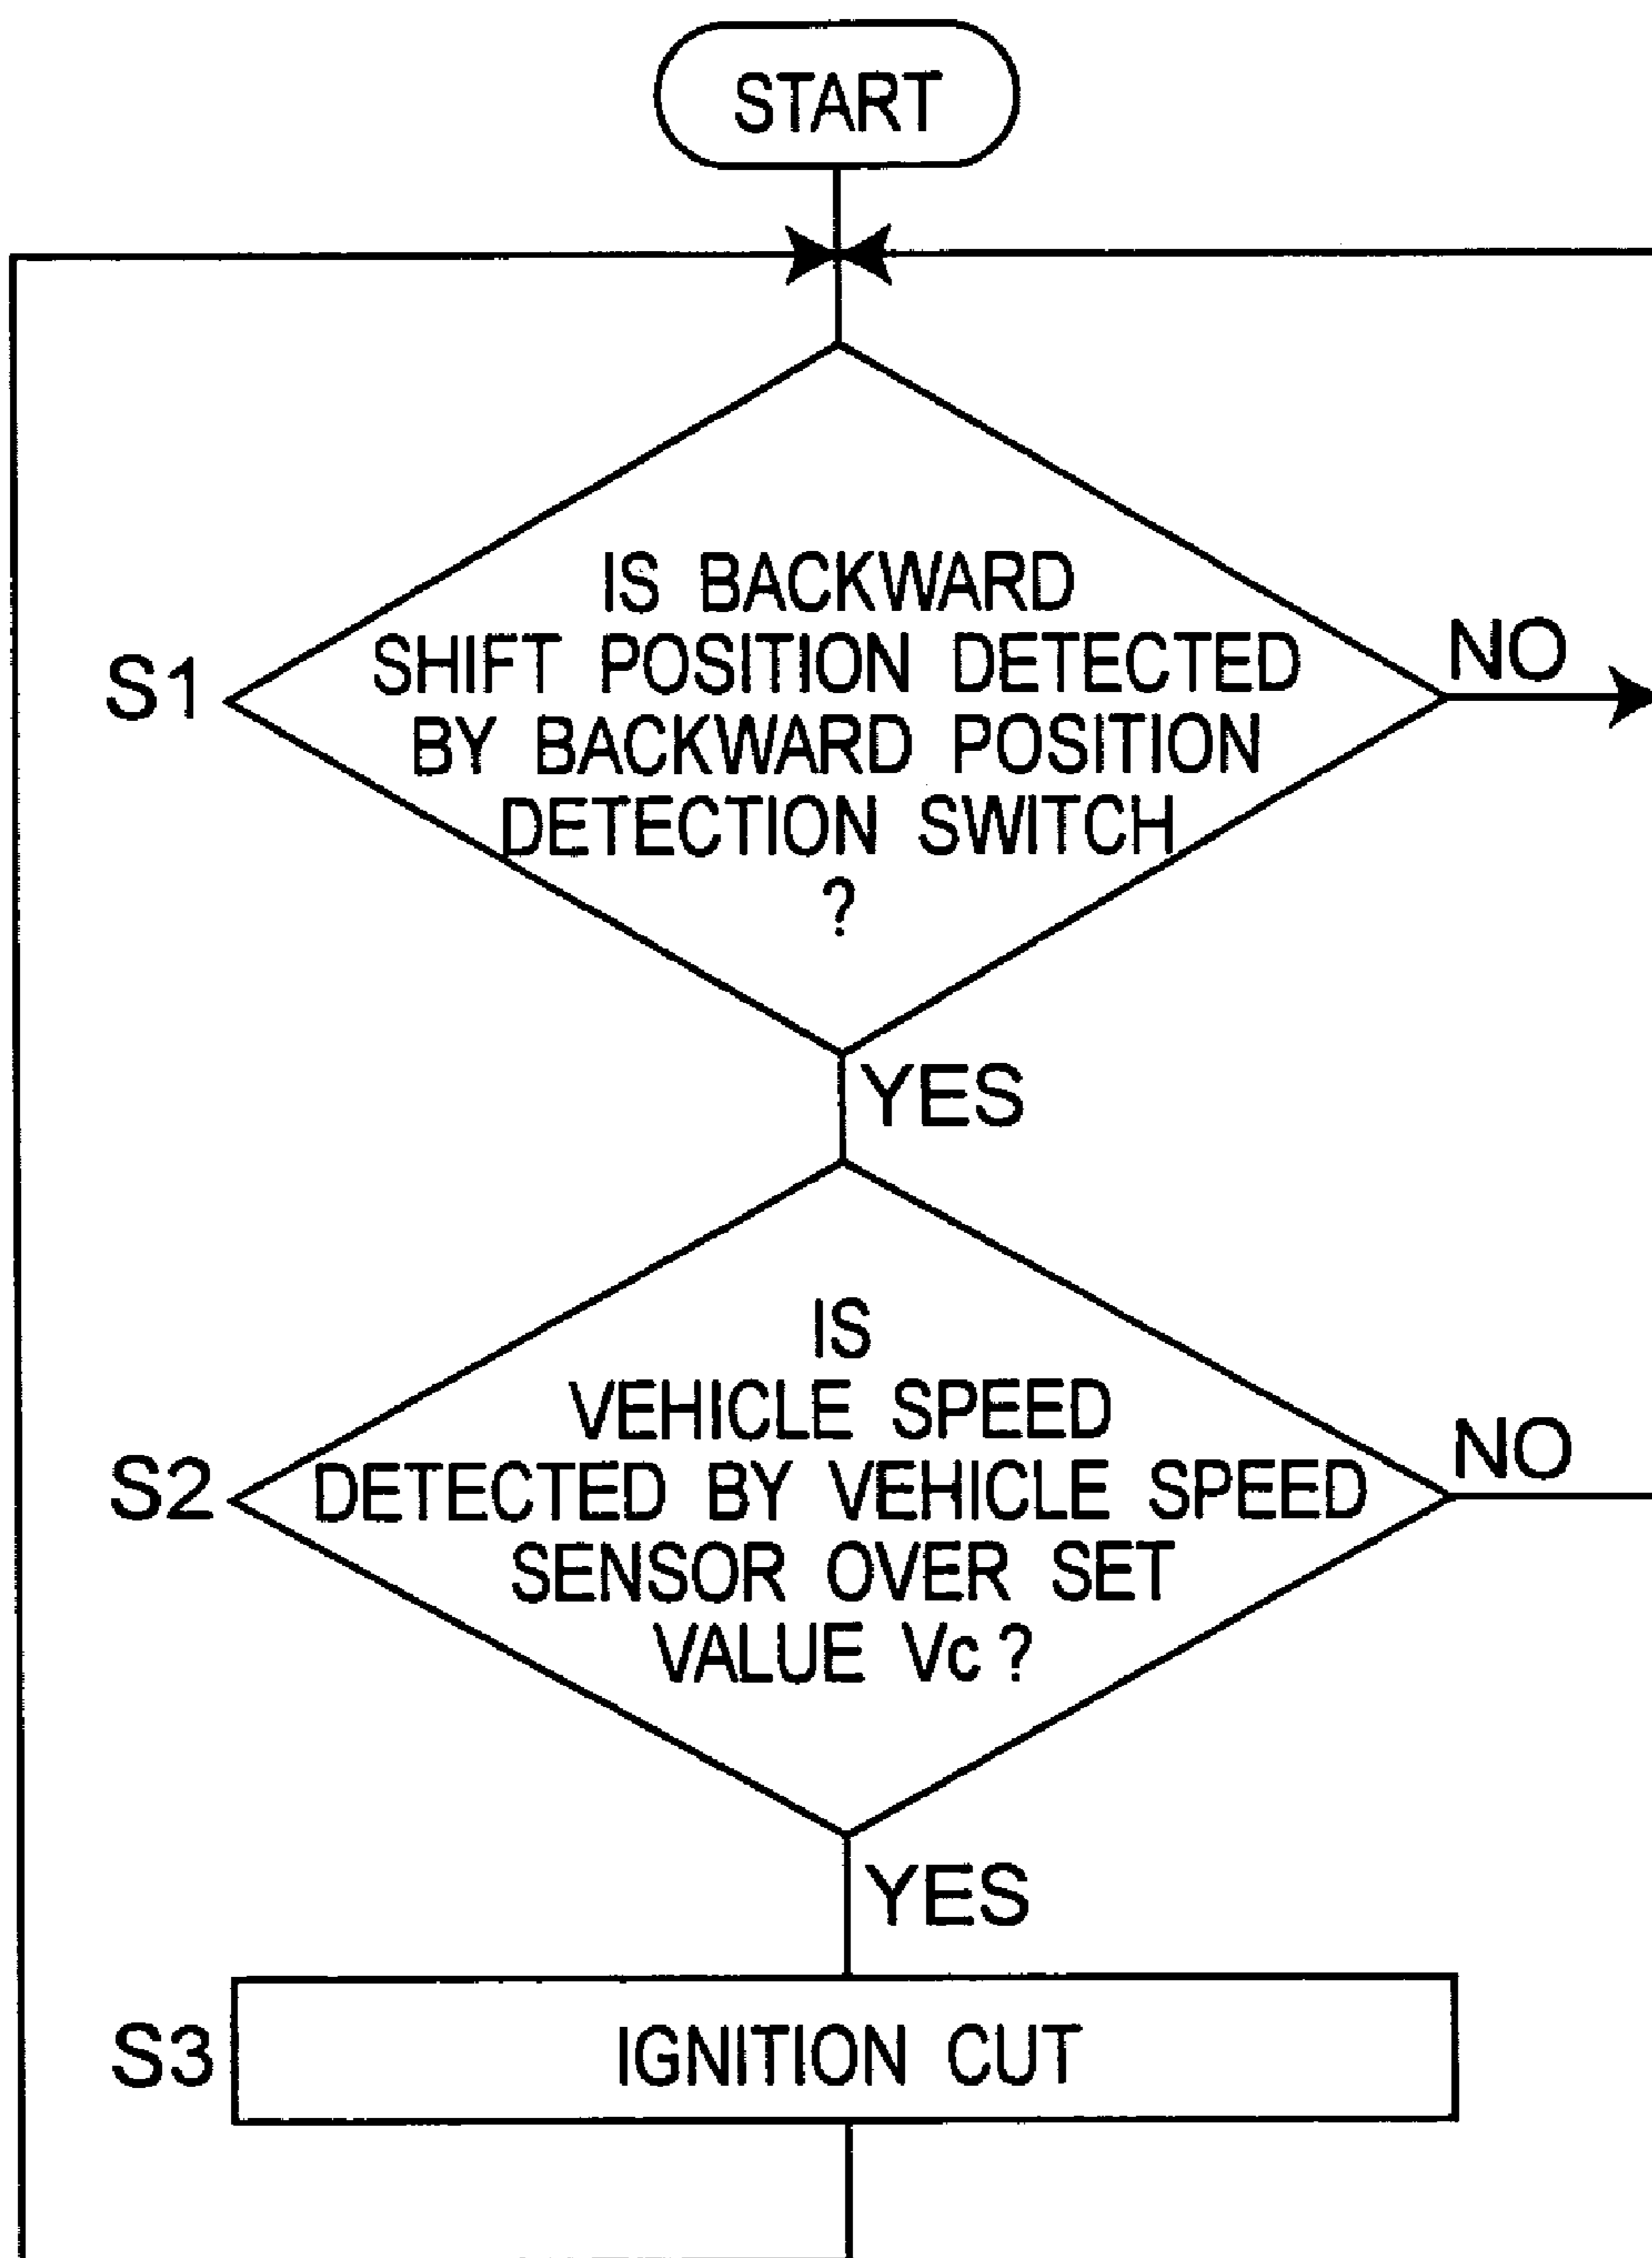 START
IS BACKWARD
SHIFT POSITION DETECTED
BY BACKWARD POSITION
DETECTION SWITCH
?
S1
NO
YES
IS
VEHICLE SPEED
DETECTED BY VEHICLE SPEED
SENSOR OVER SET
VALUE Vc ?
S2
NO
YES
S3
IGNITION CUT